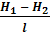 H₁ − H₂
l